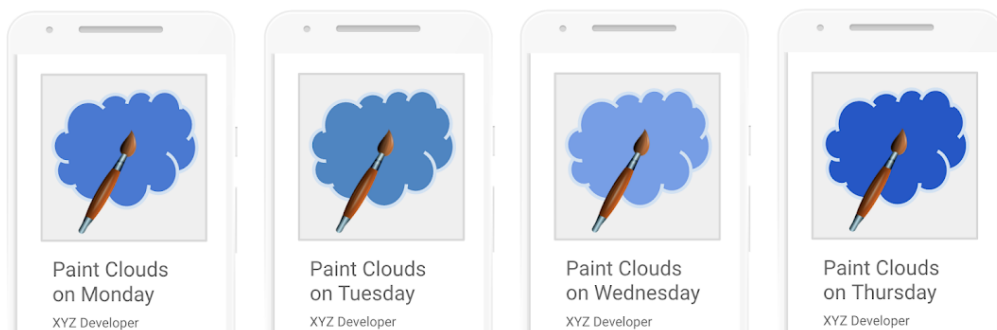 Paint Clouds
on Monday
XYZ Developer
Paint Clouds
on Tuesday
XYZ Developer
Paint Clouds
on Wednesday
XYZ Developer
Paint Clouds
on Thursday
XYZ Developer